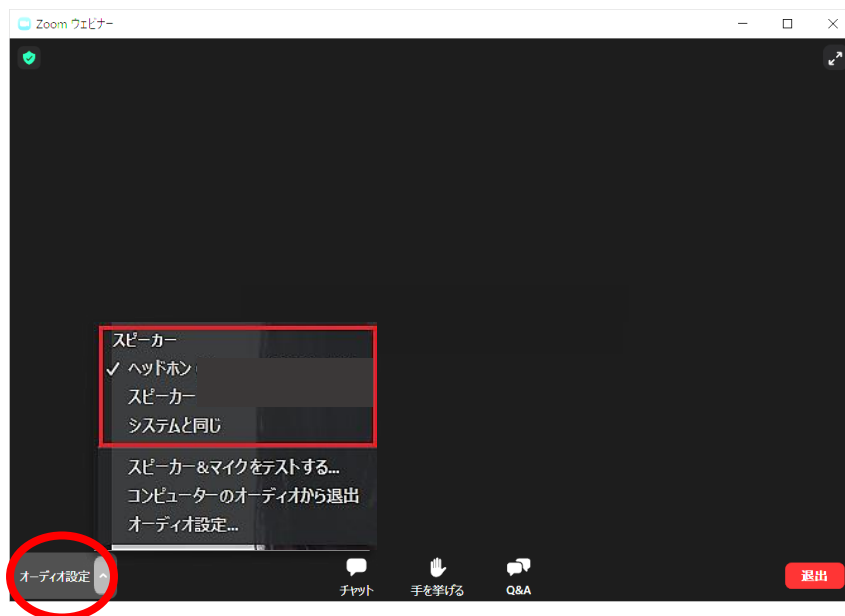 Zoom ウェビナー
スピーカー
✓ ヘッドホン
スピーカー
システムと同じ
スピーカー&マイクをテストする...
コンピューターのオーディオから退出
オーディオ設定...
オーディオ設定
チャット
手を挙げる
Q&A
退出